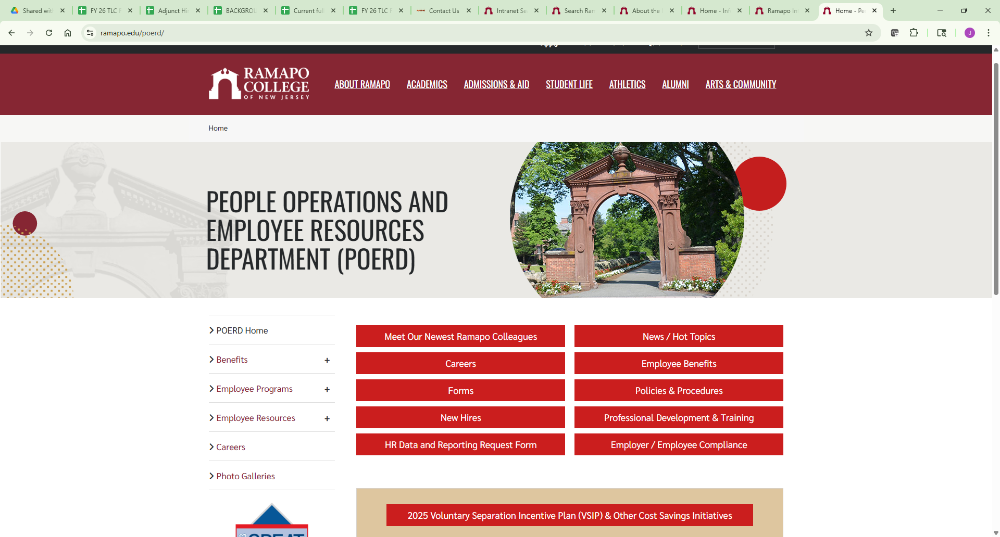 Shared wit
FY 26 TLC F
Adjunct Hi
BACKGROU
Current ful
FY 26 TLC F
Contact Us
Intranet Se
Search Ram
About the
Home - Inf
Ramapo In
Home - Pe
ramapo.edu/poerd/
J
RAMAPO
COLLEGE
OF NEW JERSEY
ABOUT RAMAPO
ACADEMICS
ADMISSIONS & AID
STUDENT LIFE
ATHLETICS
ALUMNI
ARTS & COMMUNITY
Home
PEOPLE OPERATIONS AND
EMPLOYEE RESOURCES
DEPARTMENT (POERD)
POERD Home
Benefits
Employee Programs
Employee Resources
Careers
Photo Galleries
Meet Our Newest Ramapo Colleagues
News / Hot Topics
Careers
Employee Benefits
Forms
Policies & Procedures
New Hires
Professional Development & Training
HR Data and Reporting Request Form
Employer / Employee Compliance
2025 Voluntary Separation Incentive Plan (VSIP) & Other Cost Savings Initiatives
GREAT